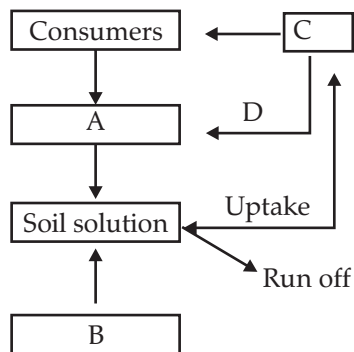 Consumers
C
A
D
Uptake
Soil solution
Run off
B